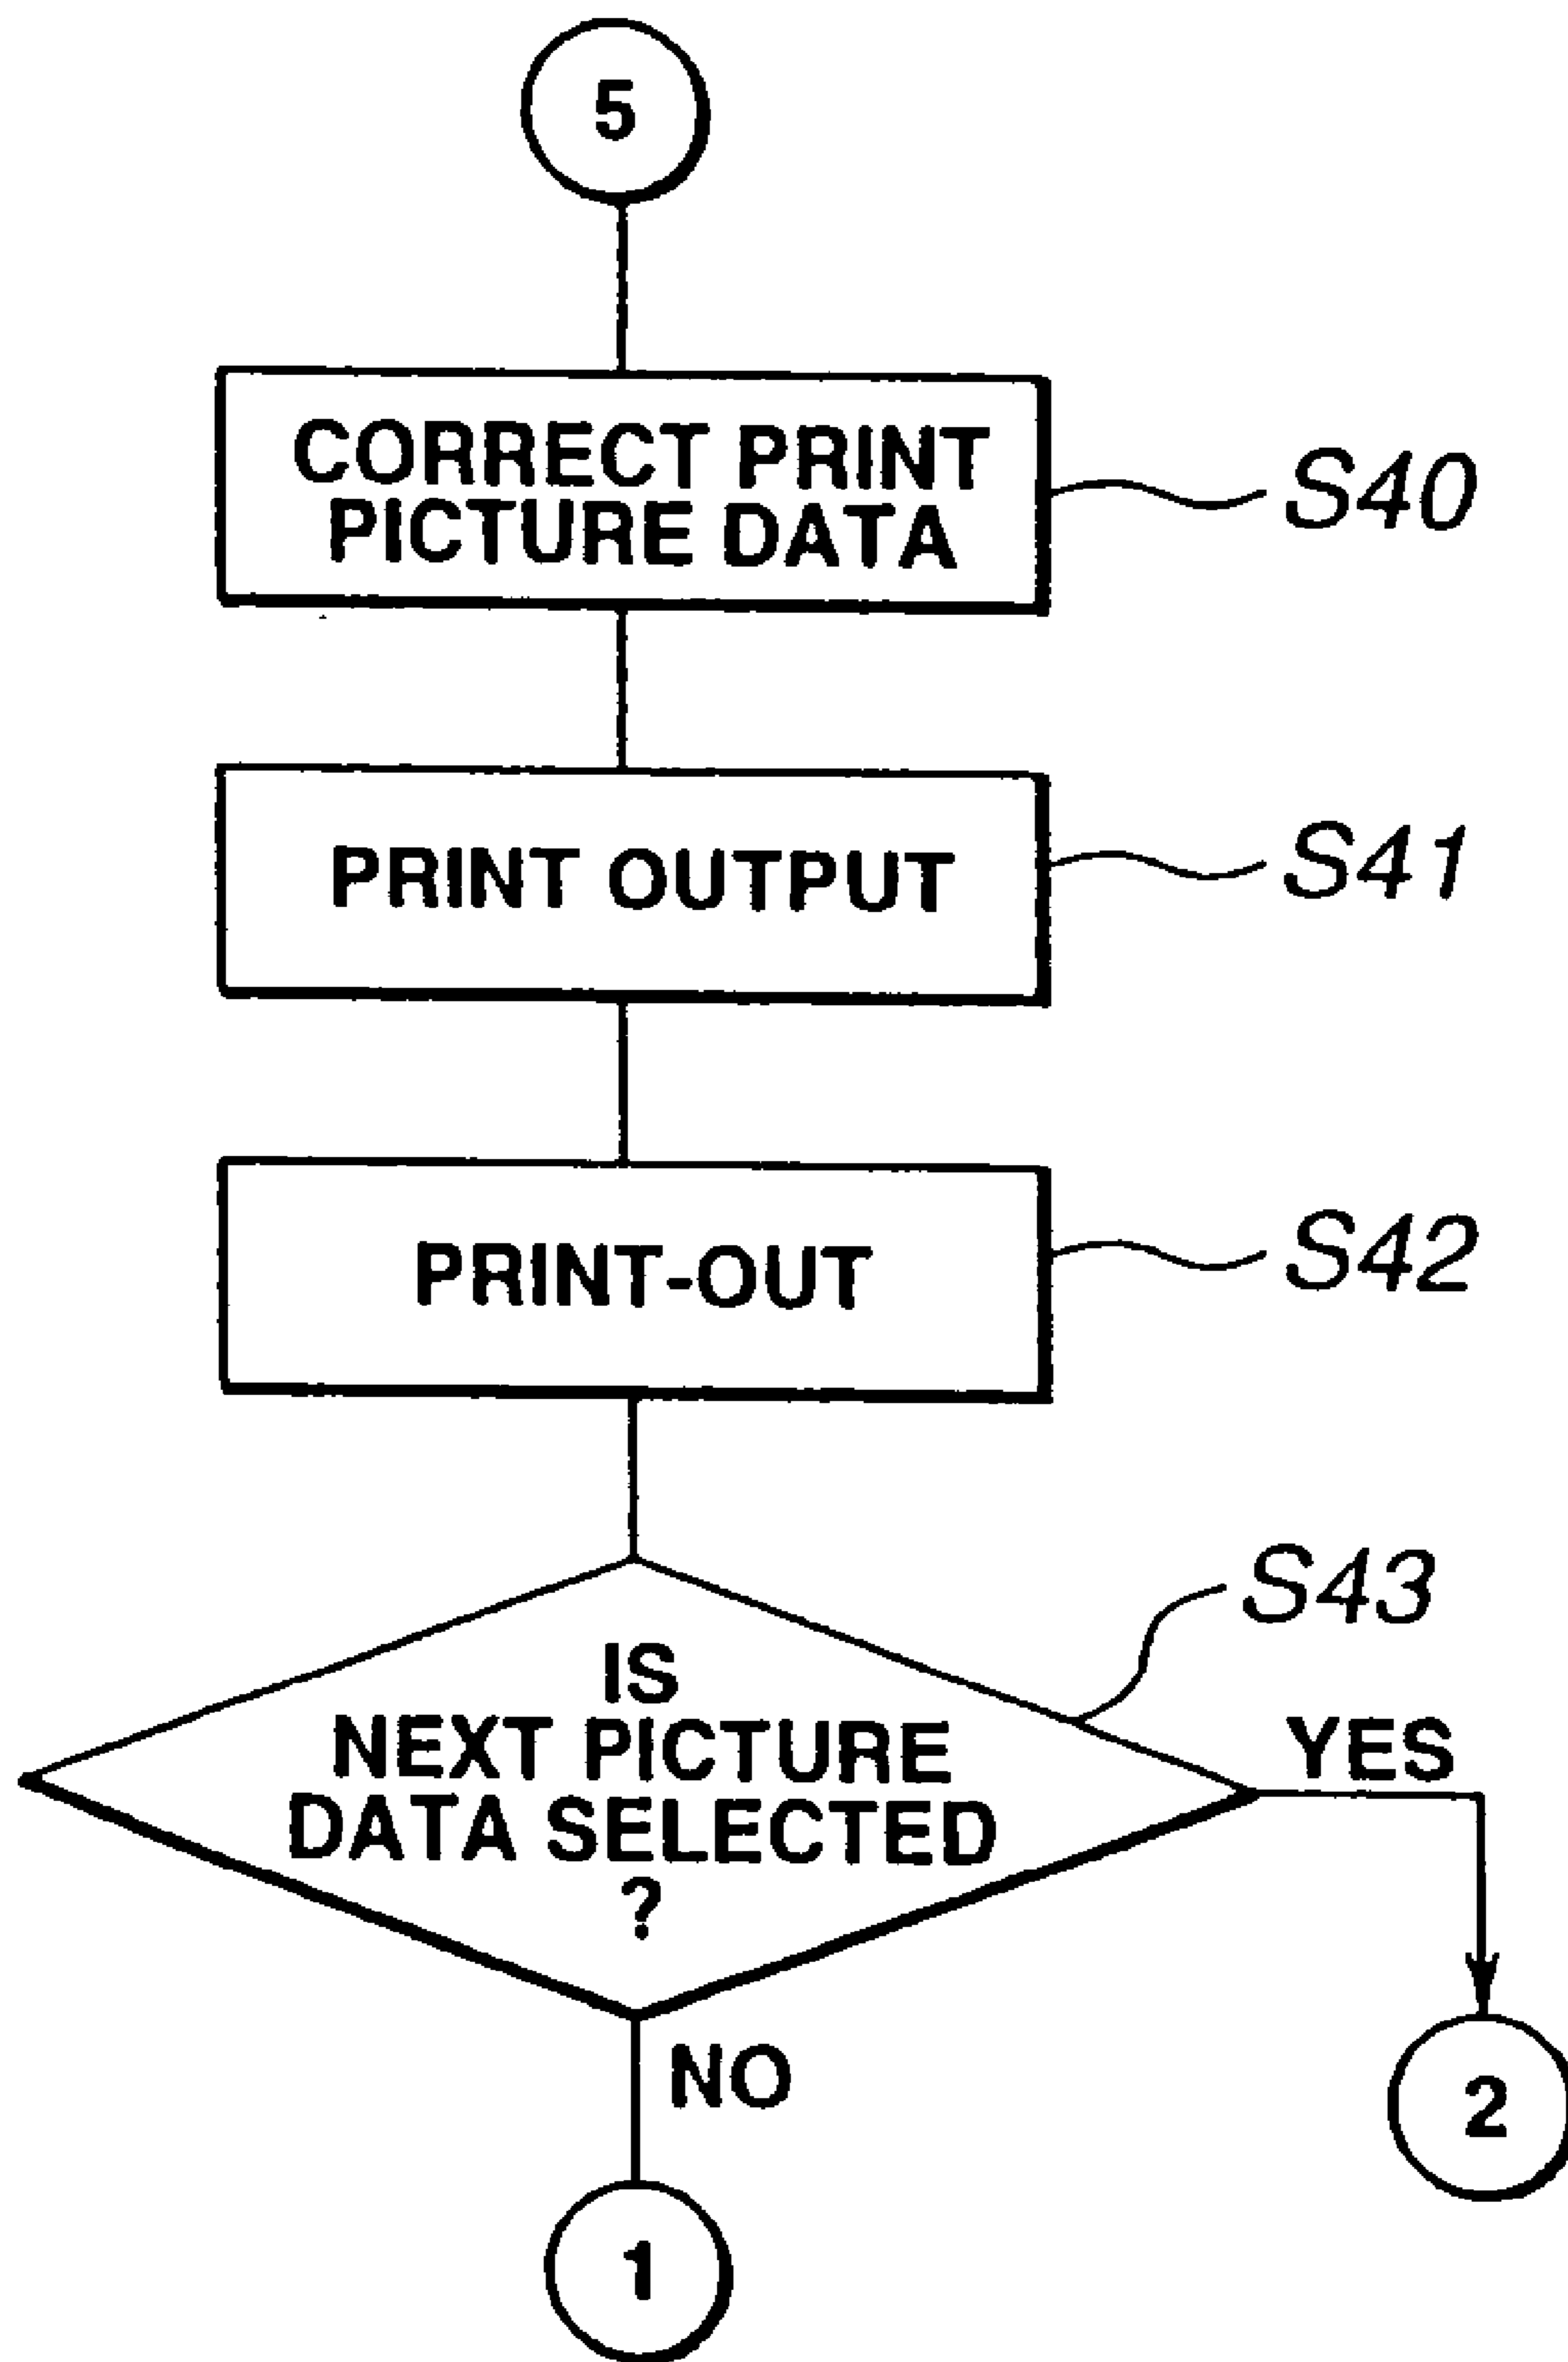 5
CORRECT PRINT
PICTURE DATA
S40
PRINT OUTPUT
S41
PRINT-OUT
S42
S43
IS
NEXT PICTURE
DATA SELECTED
?
YES
NO
2
1